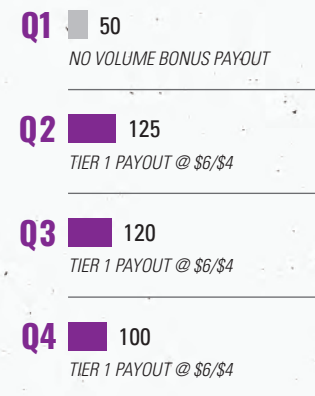 Q1 50
NO VOLUME BONUS PAYOUT
Q2 125
TIER 1 PAYOUT @ $6/$4
Q3 120
TIER 1 PAYOUT @ $6/$4
Q4 100
TIER 1 PAYOUT @ $6/$4